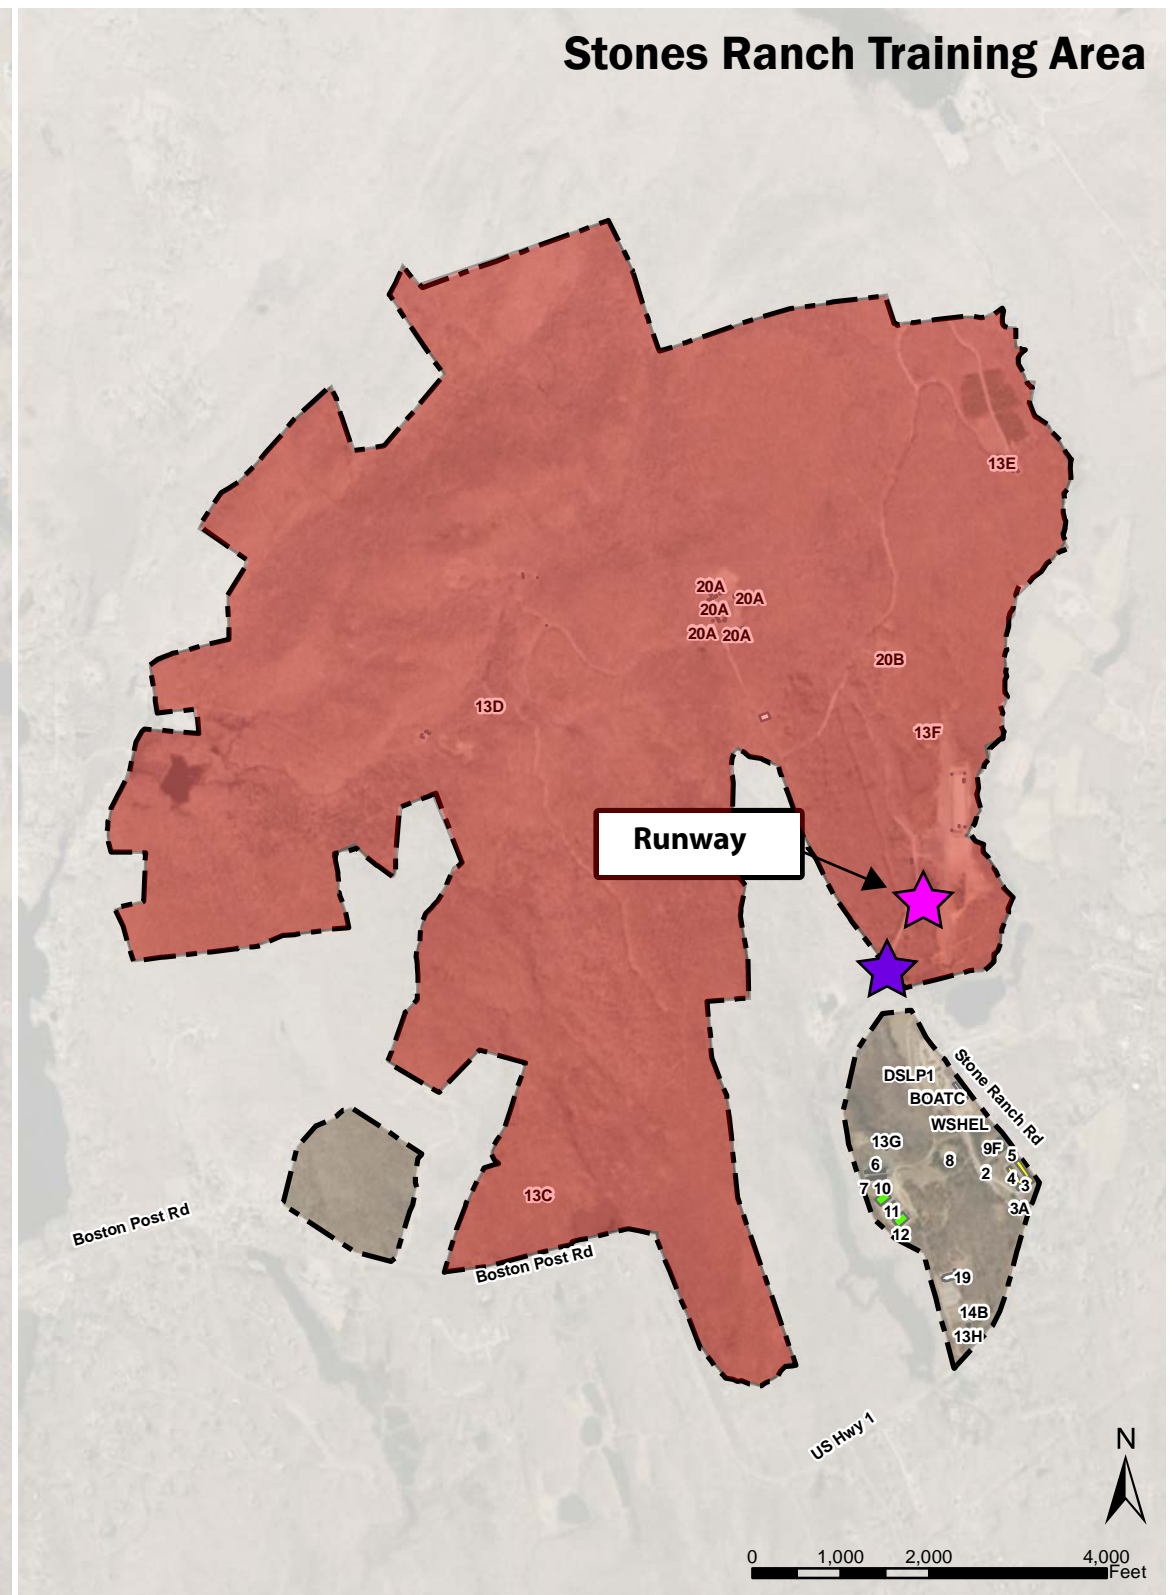 Stones Ranch Training Area
13E
20A
20A
20A
20A 20A
20B
13D
13F
Runway
Stone Ranch Rd
DSLP1
BOATC
WSHEL
13G
9F
5
6
8
2
4
3
7
10
3A
11
12
13C
Boston Post Rd
Boston Post Rd
19
14B
13H
US Hwy 1
N
0 1,000 2,000 4,000
Feet